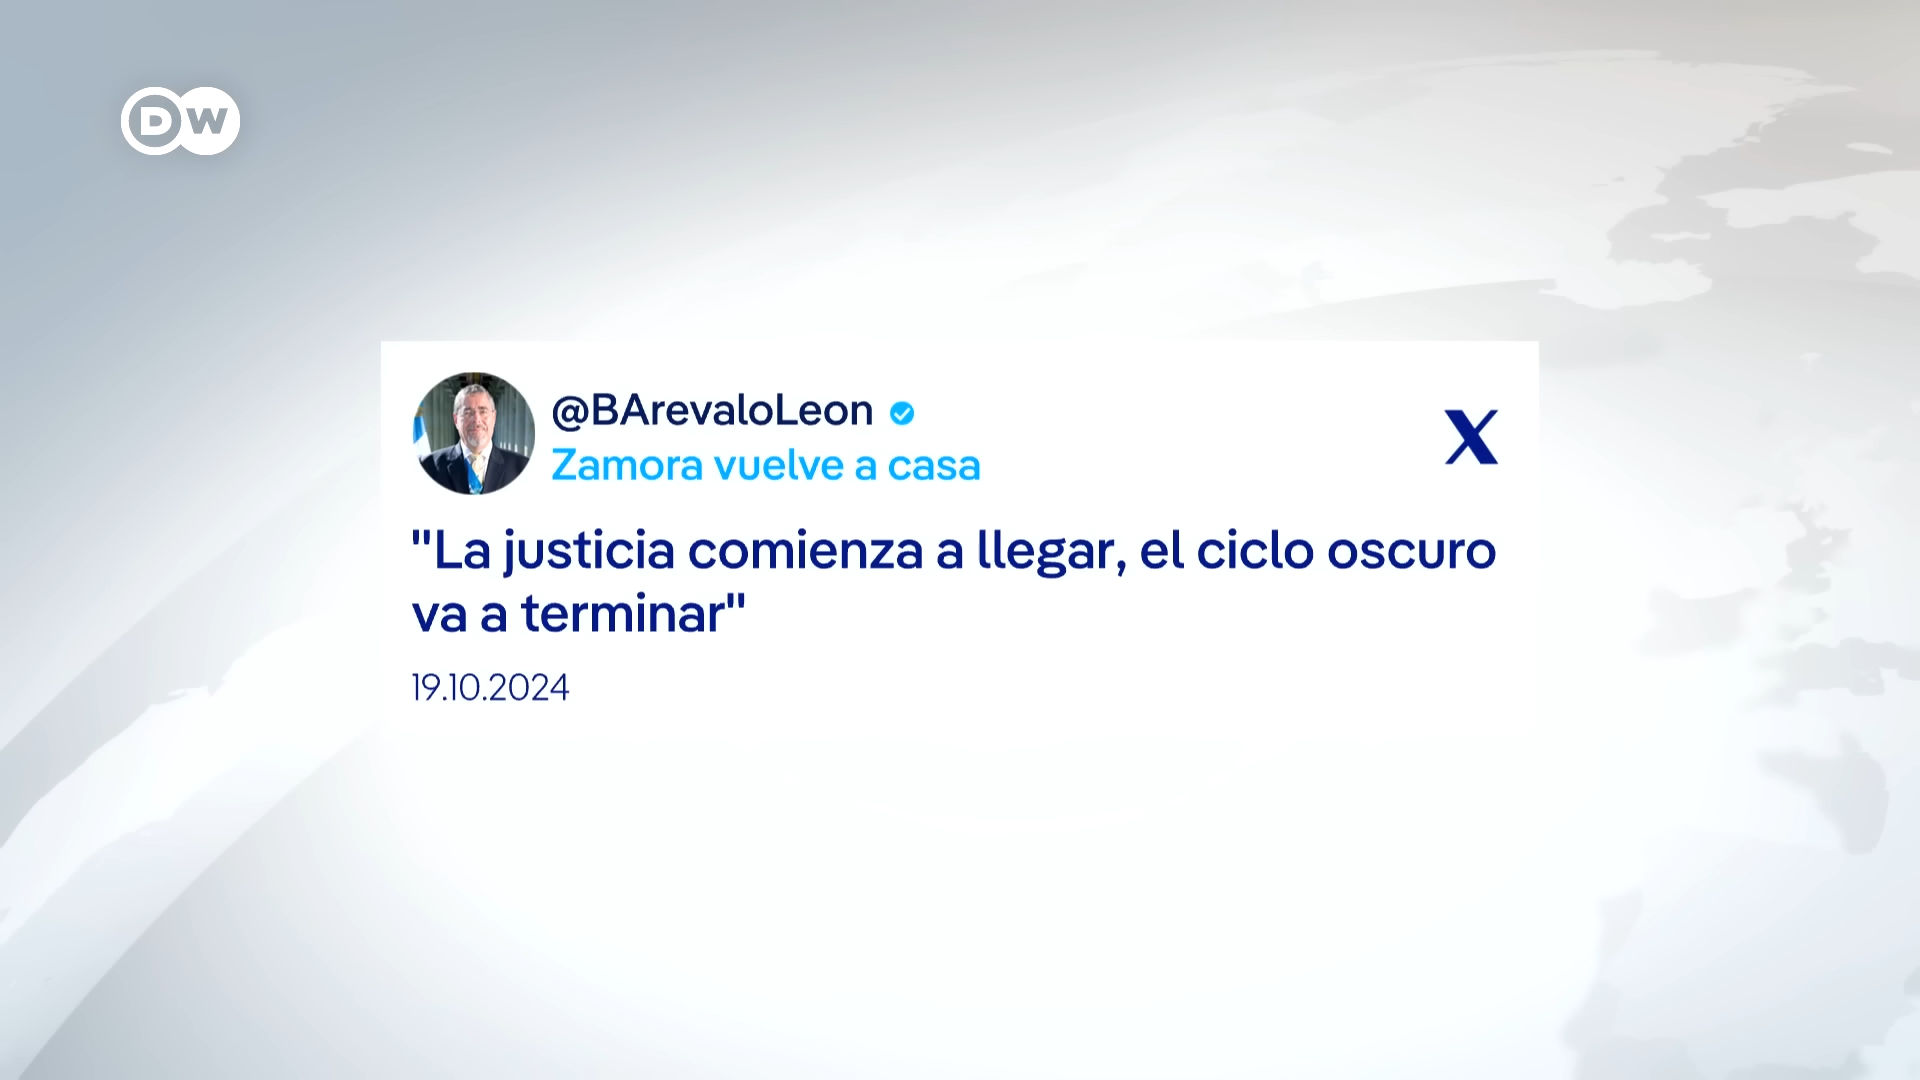 DW
@BArevaloLeon
Zamora vuelve a casa
X
"La justicia comienza a llegar, el ciclo oscuro
va a terminar"
19.10.2024